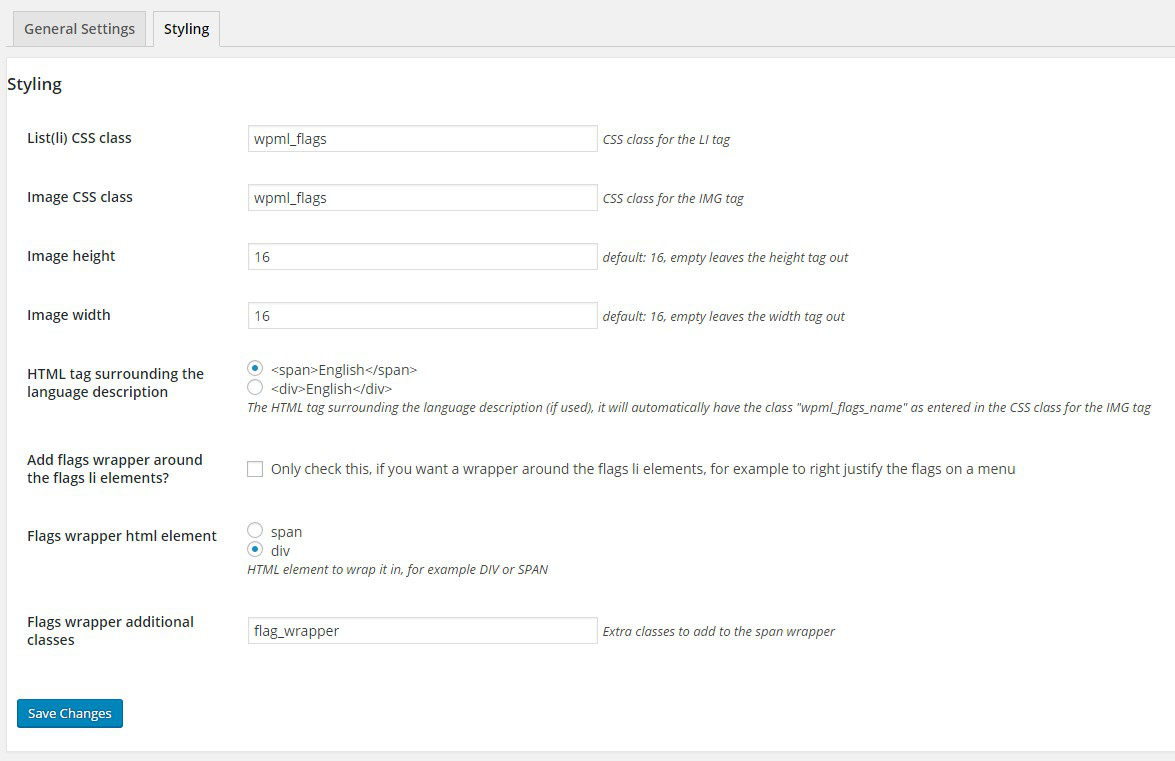 General Settings
Styling
Styling
List(li) CSS class
wpml_flags
CSS class for the LI tag
Image CSS class
wpml_flags
CSS class for the IMG tag
Image height
16
default: 16, empty leaves the height tag out
Image width
16
default: 16, empty leaves the width tag out
HTML tag surrounding the
language description
<span>English</span>
<div>English</div>
The HTML tag surrounding the language description (if used), it will automatically have the class "wpml_flags_name" as entered in the CSS class for the IMG tag
Add flags wrapper around
the flags li elements?
Only check this, if you want a wrapper around the flags li elements, for example to right justify the flags on a menu
Flags wrapper html element
span
div
HTML element to wrap it in, for example DIV or SPAN
Flags wrapper additional
classes
flag_wrapper
Extra classes to add to the span wrapper
Save Changes